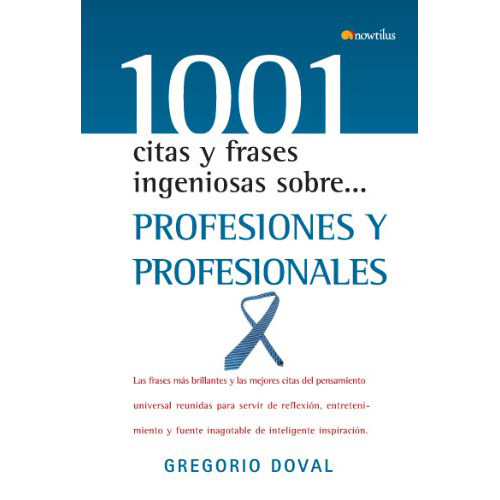 nowtilus
1001
citas y frases
ingeniosas sobre...
PROFESIONES Y
PROFESIONALES
Las frases más brillantes y las mejores citas del pensamiento
universal reunidas para servir de reflexión, entreteni-
miento y fuente inagotable de inteligente inspiración.
GREGORIO DOVAL